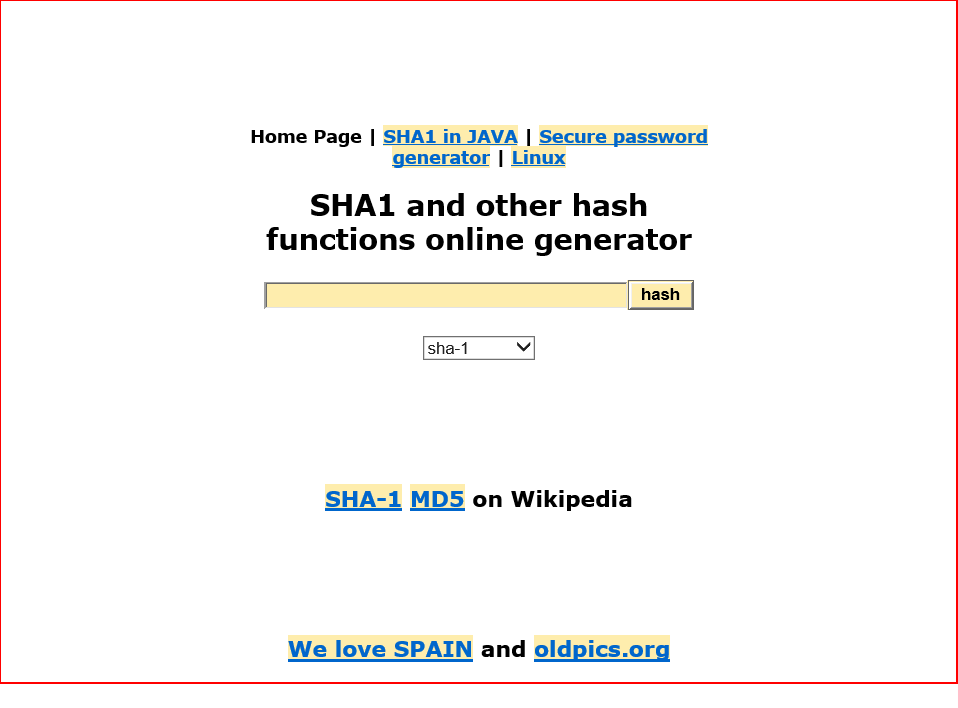 Home Page | SHA1 in JAVA | Secure password
generator | Linux
SHA1 and other hash
functions online generator
hash
sha-1
SHA-1 MD5 on Wikipedia
We love SPAIN and oldpics.org